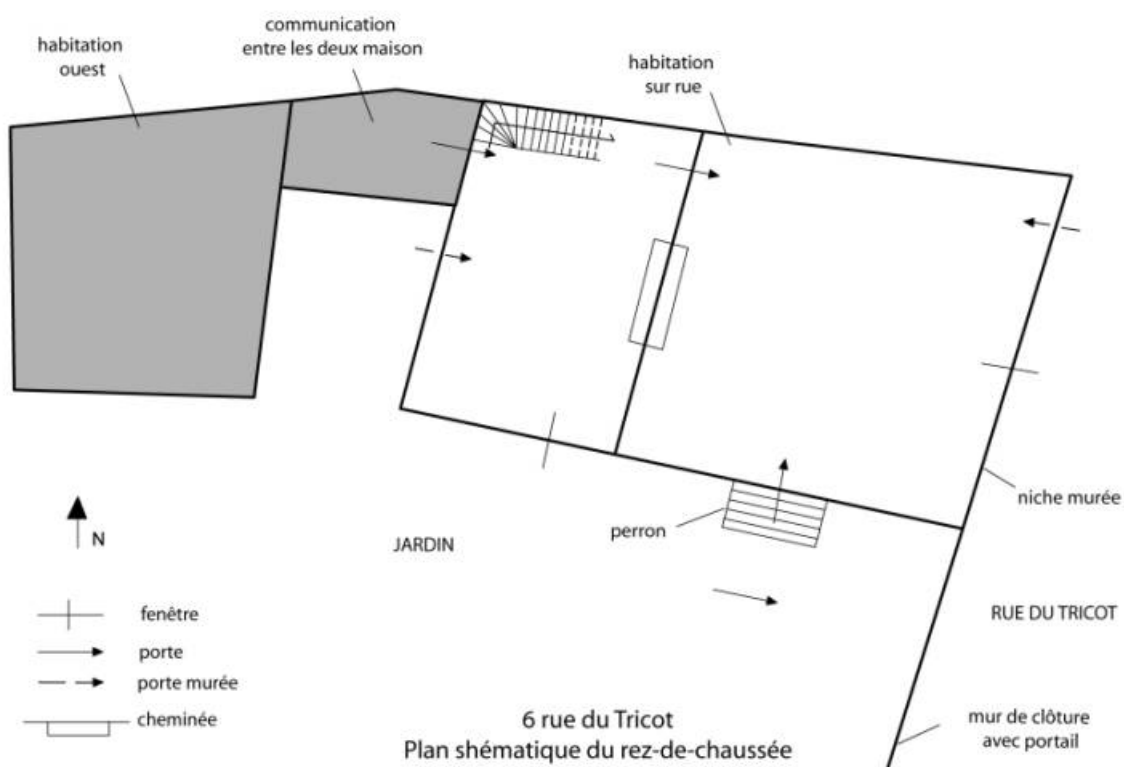 communication
entre les deux maison
habitation
ouest
habitation
sur rue
niche murée
perron
N
JARDIN
RUE DU TRICOT
fenêtre
porte
porte murée
cheminée
mur de clôture
avec portail
6 rue du Tricot
Plan shématique du rez-de-chaussée